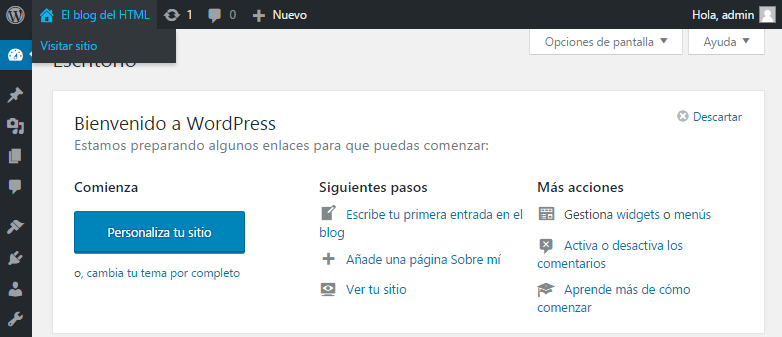 El blog del HTML 1 0 Nuevo Hola, admin
Visitar sitio
Opciones de pantalla Ayuda
Escritorio
Bienvenido a WordPress
Descartar
Estamos preparando algunos enlaces para que puedas comenzar:
Comienza
Personaliza tu sitio
o, cambia tu tema por completo
Siguientes pasos
Escribe tu primera entrada en el
blog
Añade una página Sobre mí
Ver tu sitio
Más acciones
Gestiona widgets o menús
Activa o desactiva los
comentarios
Aprende más de cómo
comenzar